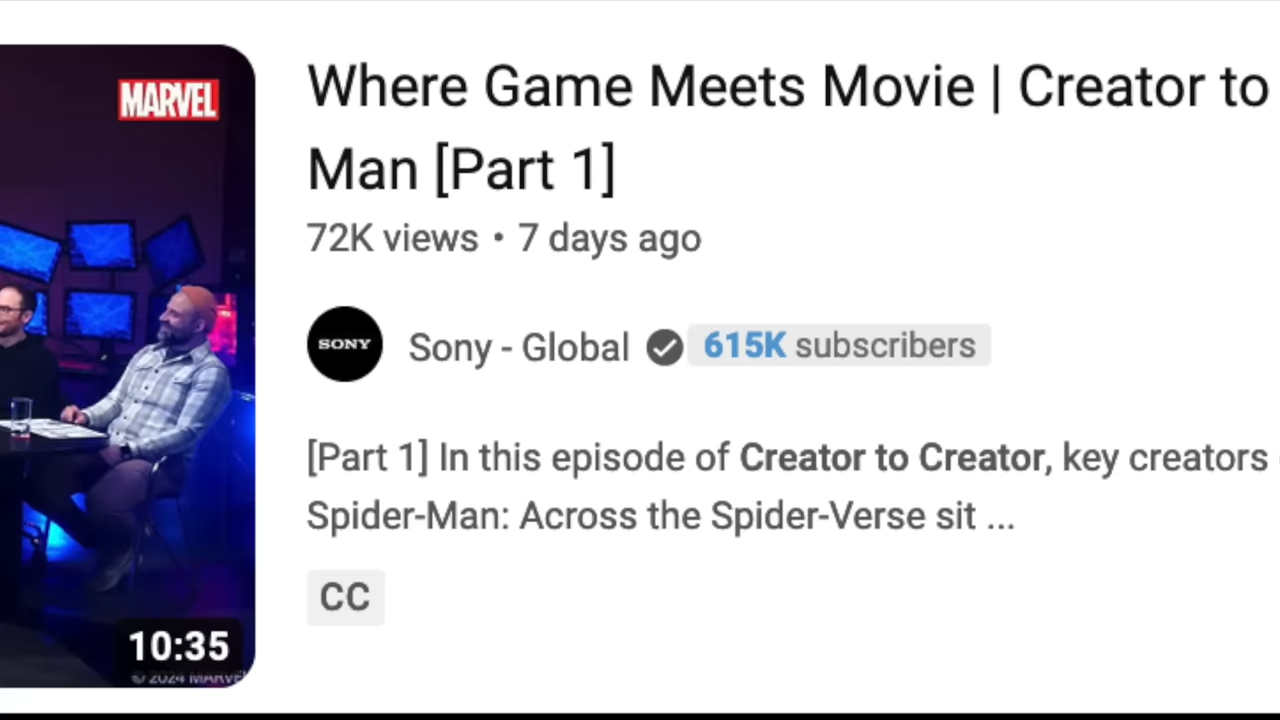 MARVEL
Where Game Meets Movie | Creator to
Man [Part 1]
72K views • 7 days ago
SONY
Sony - Global 615K subscribers
[Part 1] In this episode of Creator to Creator, key creators
Spider-Man: Across the Spider-Verse sit ...
CC
10:35
© 2024 MARVEL